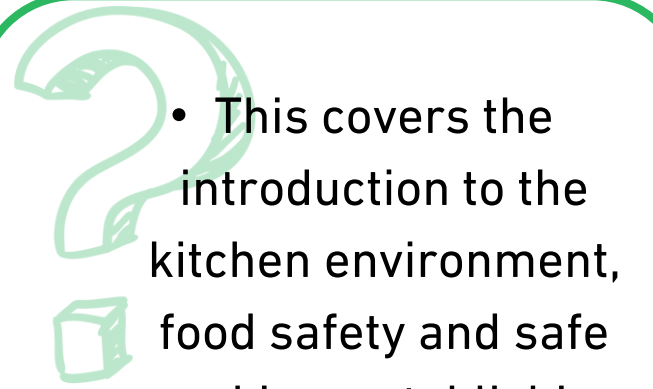 • This covers the
introduction to the
kitchen environment,
food safety and safe